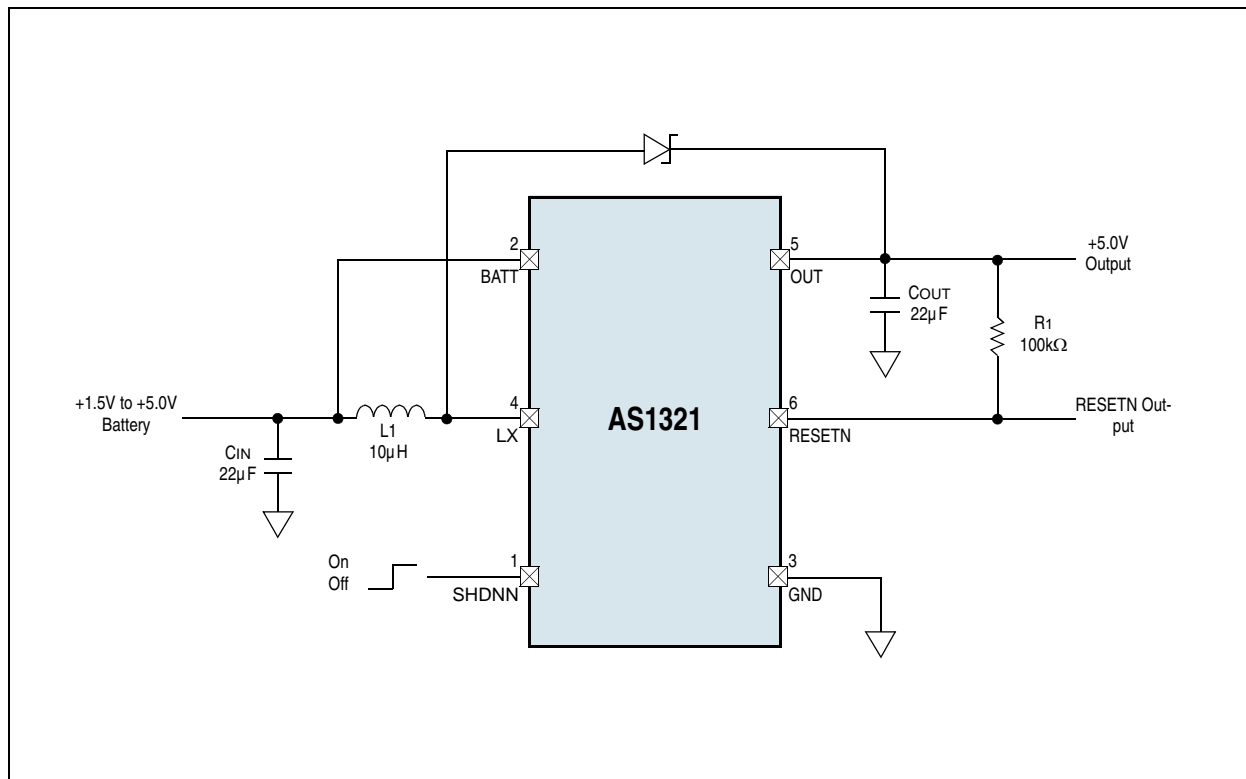 2
BATT
5
OUT
+5.0V
Output
COUT
22µF
R1
100kΩ
+1.5V to +5.0V
Battery
L1
10µH
4
LX
AS1321
6
RESETN
RESETN Out-
put
CIN
22µF
On
Off
1
SHDNN
3
GND